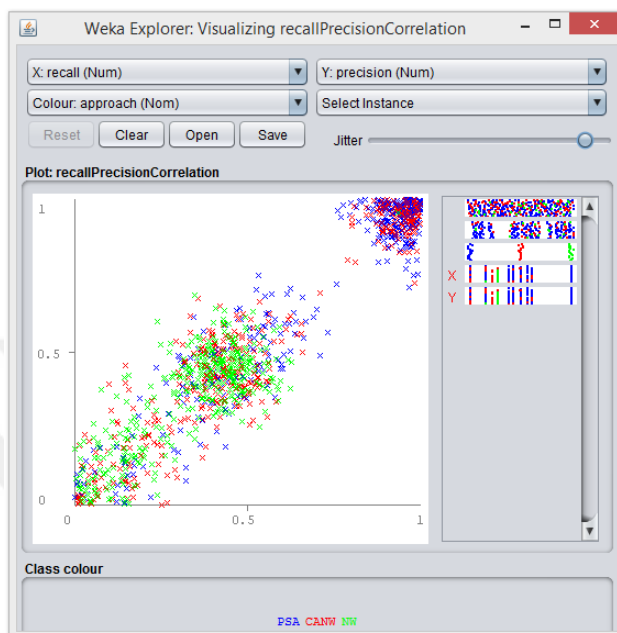 Weka Explorer: Visualizing recallPrecisionCorrelation
X: recall (Num)
Y: precision (Num)
Colour: approach (Nom)
Select Instance
Reset
Clear
Open
Save
Jitter
Plot: recallPrecisionCorrelation
1
0.5
0
0
0.5
1
X
Y
Class colour
PSA CANW NW